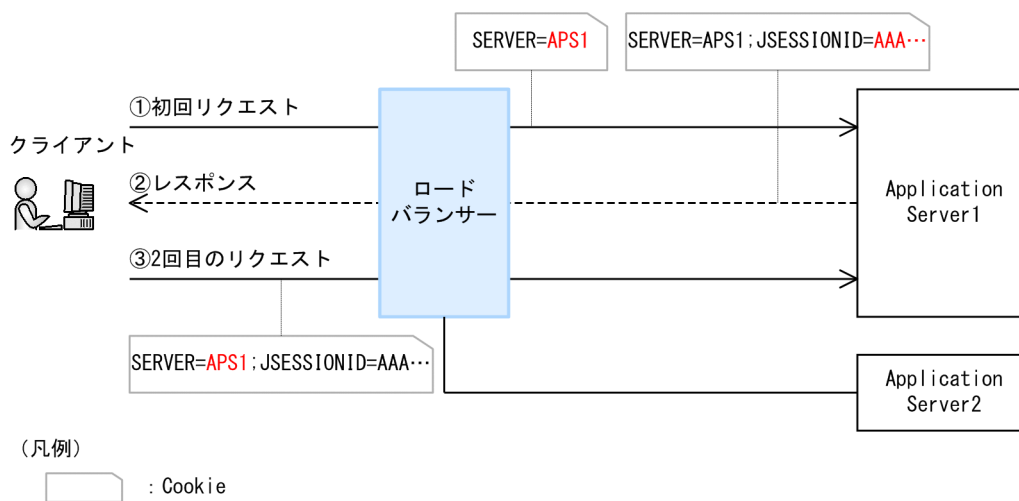 SERVER=APS1
SERVER=APS1;JSESSIONID=AAA…
①初回リクエスト
クライアント
②レスポンス
ロード
バランサー
Application
Server1
③2回目のリクエスト
SERVER=APS1;JSESSIONID=AAA…
Application
Server2
（凡例）
：Cookie